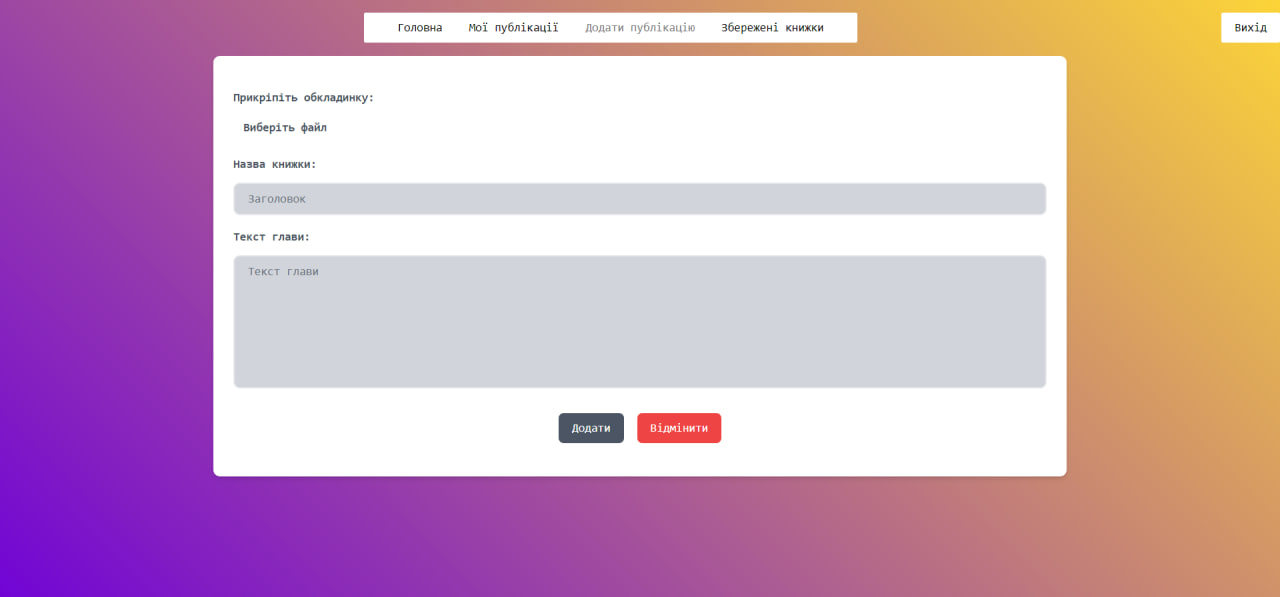 Головна Мої публікації Додати публікацію Збережені книжки Вихід
Прикріпіть обкладинку:
Виберіть файл
Назва книжки:
Заголовок
Текст глави:
Текст глави
Додати Відмінити